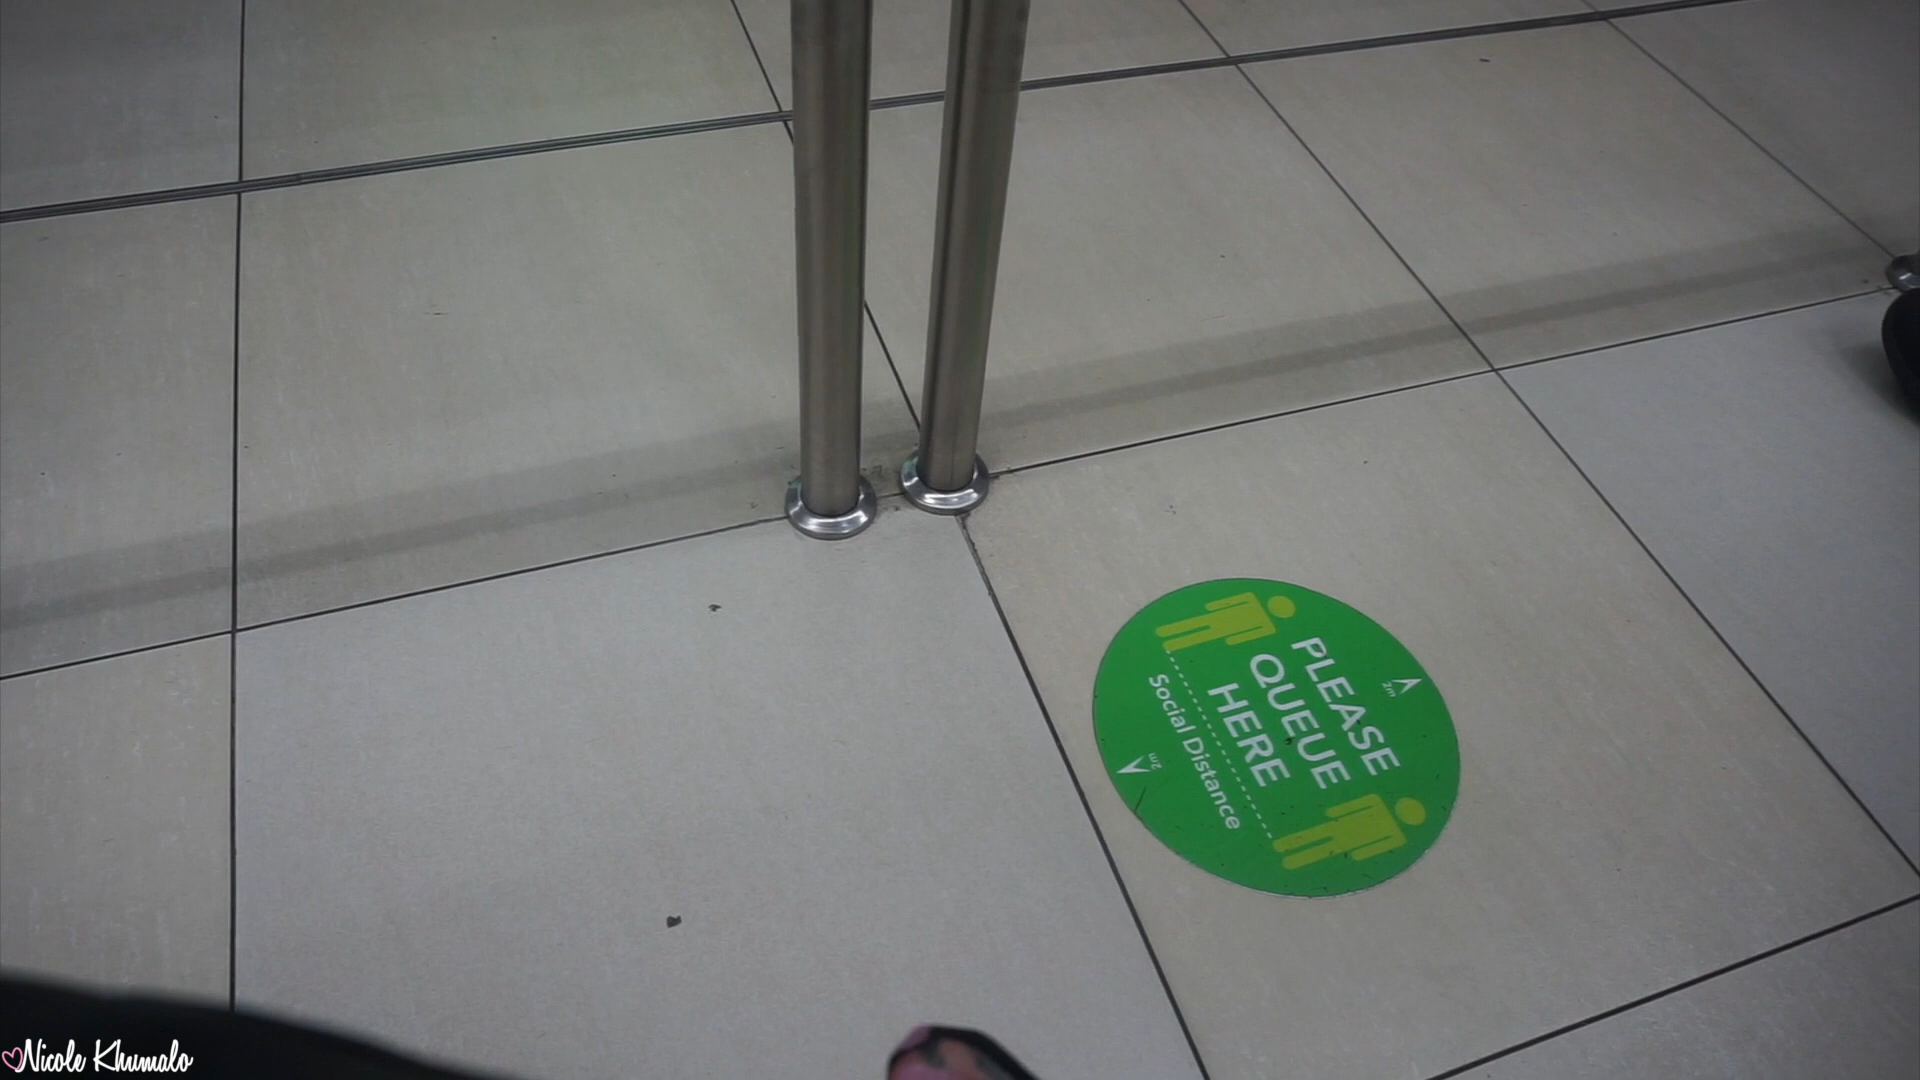 2m
PLEASE
QUEUE
HERE
Social Distance
2m
Nicole Khumalo